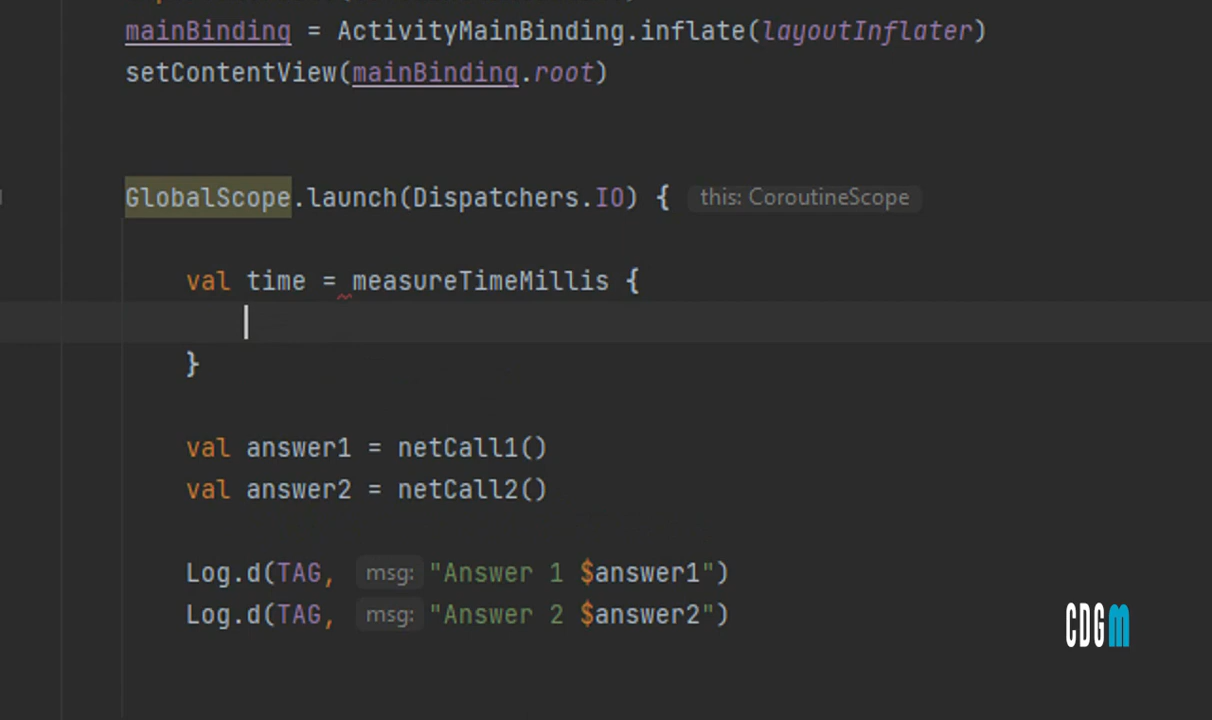 mainBinding = ActivityMainBinding.inflate(layoutInflater)
setContentView(mainBinding.root)
GlobalScope.launch(Dispatchers.IO) { this: CoroutineScope
val time = measureTimeMillis {
}
val answer1 = netCall1()
val answer2 = netCall2()
Log.d(TAG, msg: "Answer 1 $answer1")
Log.d(TAG, msg: "Answer 2 $answer2")
CDGM